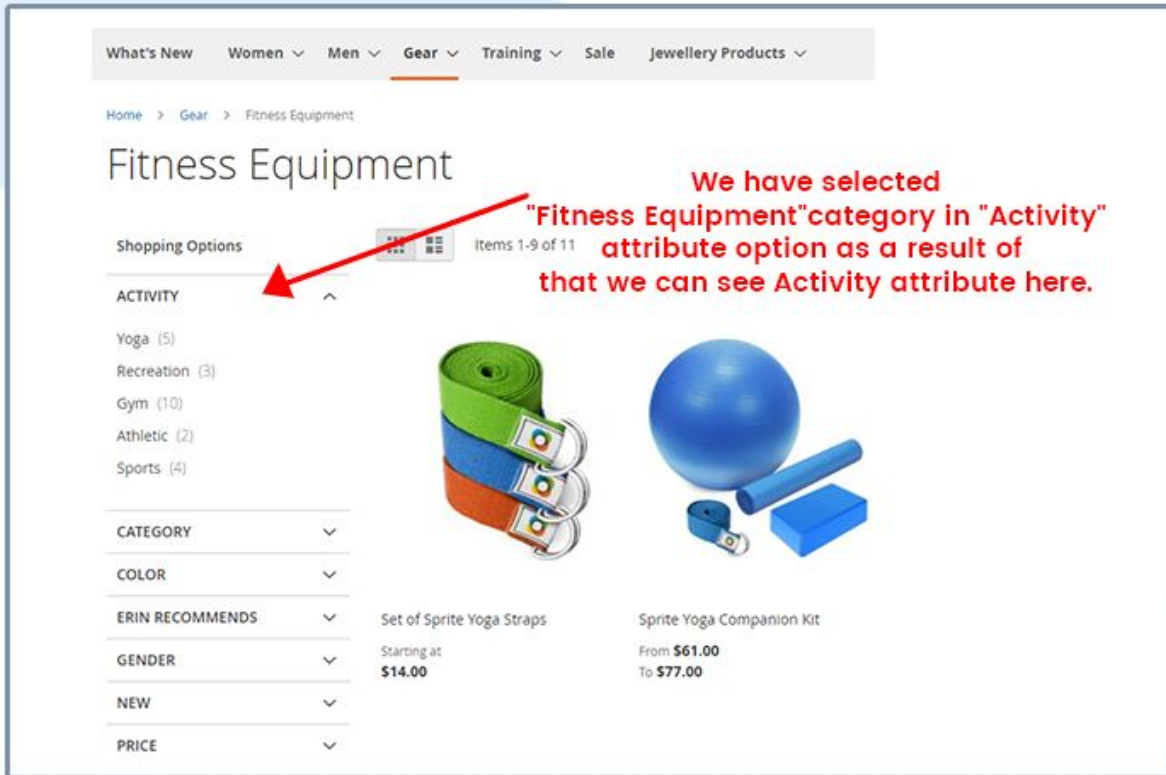 What's New Women Men Gear Training Sale Jewellery Products
Home > Gear > Fitness Equipment
Fitness Equipment
We have selected
"Fitness Equipment"category in "Activity"
attribute option as a result of
that we can see Activity attribute here.
Shopping Options
Items 1-9 of 11
ACTIVITY
Yoga (5)
Recreation (3)
Gym (10)
Athletic (2)
Sports (4)
CATEGORY
COLOR
ERIN RECOMMENDS
GENDER
NEW
PRICE
Set of Sprite Yoga Straps
Starting at
$14.00
Sprite Yoga Companion Kit
From $61.00
To $77.00